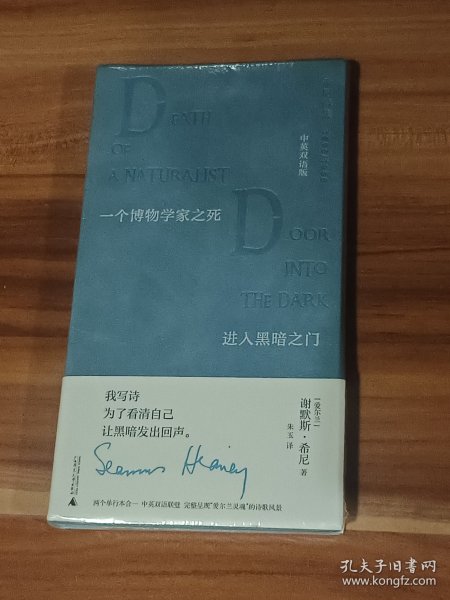 DEATH
OF
A NATURALIST
中英双语版
一个博物学家之死
DOOR
INTO
THE DARK
进入黑暗之门
我写诗
为了看清自己
让黑暗发出回声。
[爱尔兰]
谢默斯·希尼 著
朱玉 译
Seamus Heaney
两个单行本合一 中英双语联璧 完整呈现“爱尔兰灵魂”的诗歌风景
孔夫子旧书网
www.kongfz.com